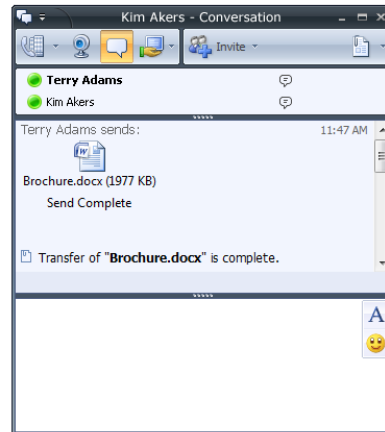 Kim Akers - Conversation
Invite
Terry Adams
Kim Akers
Terry Adams sends: 11:47 AM
Brochure.docx (1977 KB)
Send Complete
Transfer of "Brochure.docx" is complete.
A